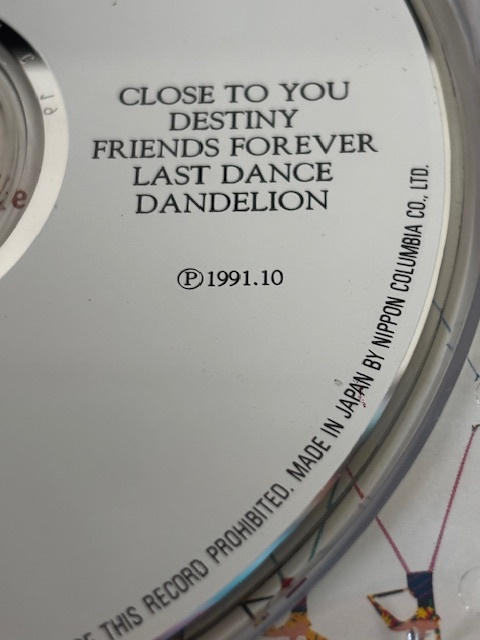 CLOSE TO YOU
DESTINY
FRIENDS FOREVER
LAST DANCE
DANDELION
Ⓟ1991.10
THIS RECORD PROHIBITED. MADE IN JAPAN BY NIPPON COLUMBIA CO., LTD.